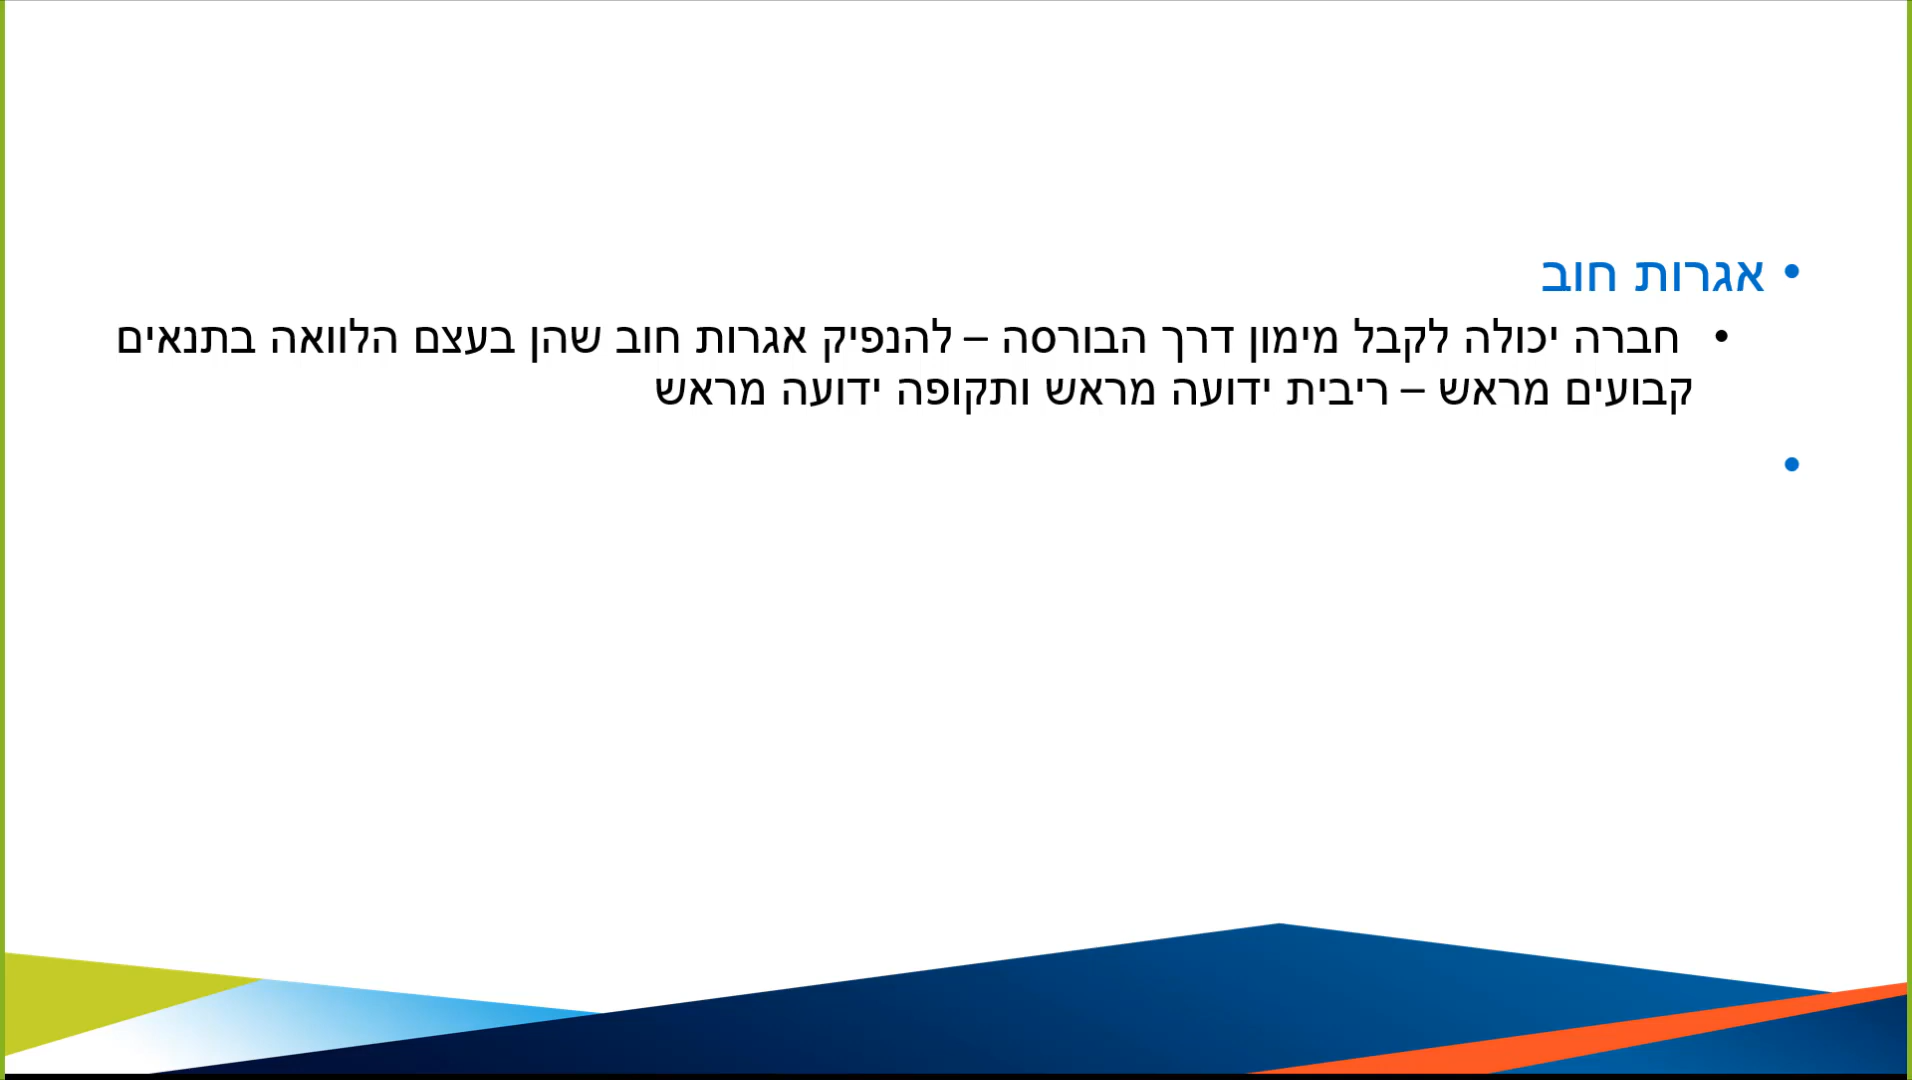 • אגרות חוב
• חברה יכולה לקבל מימון דרך הבורסה – להנפיק אגרות חוב שהן בעצם הלוואה בתנאים
קבועים מראש – ריבית ידועה מראש ותקופה ידועה מראש
•